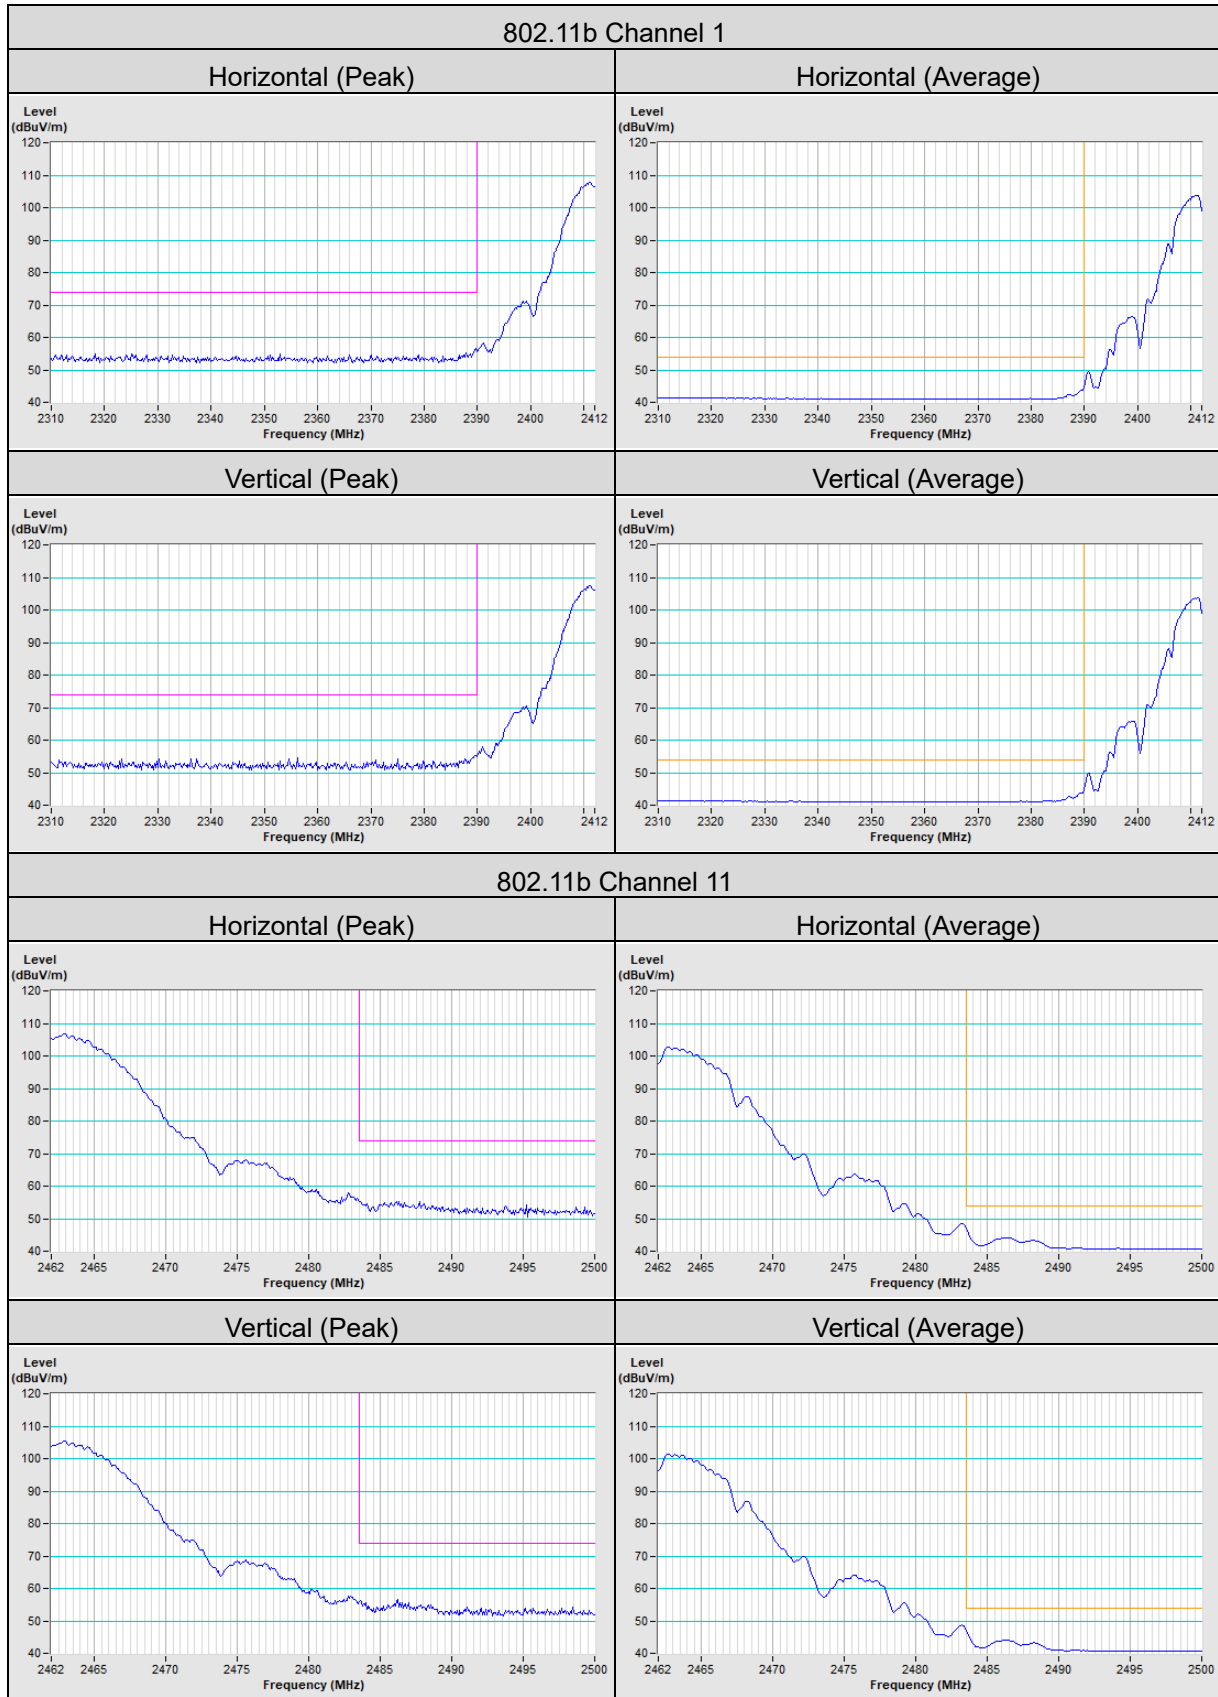 802.11b Channel 1
Horizontal (Peak)
Horizontal (Average)
Level
(dBuV/m)
120
110
100
90
80
70
60
50
40
2310 2320 2330 2340 2350 2360 2370 2380 2390 2400 2412
Frequency (MHz)
Level
(dBuV/m)
120
110
100
90
80
70
60
50
40
2310 2320 2330 2340 2350 2360 2370 2380 2390 2400 2412
Frequency (MHz)
Vertical (Peak)
Vertical (Average)
Level
(dBuV/m)
120
110
100
90
80
70
60
50
40
2310 2320 2330 2340 2350 2360 2370 2380 2390 2400 2412
Frequency (MHz)
Level
(dBuV/m)
120
110
100
90
80
70
60
50
40
2310 2320 2330 2340 2350 2360 2370 2380 2390 2400 2412
Frequency (MHz)
802.11b Channel 11
Horizontal (Peak)
Horizontal (Average)
Level
(dBuV/m)
120
110
100
90
80
70
60
50
40
2462 2465 2470 2475 2480 2485 2490 2495 2500
Frequency (MHz)
Level
(dBuV/m)
120
110
100
90
80
70
60
50
40
2462 2465 2470 2475 2480 2485 2490 2495 2500
Frequency (MHz)
Vertical (Peak)
Vertical (Average)
Level
(dBuV/m)
120
110
100
90
80
70
60
50
40
2462 2465 2470 2475 2480 2485 2490 2495 2500
Frequency (MHz)
Level
(dBuV/m)
120
110
100
90
80
70
60
50
40
2462 2465 2470 2475 2480 2485 2490 2495 2500
Frequency (MHz)